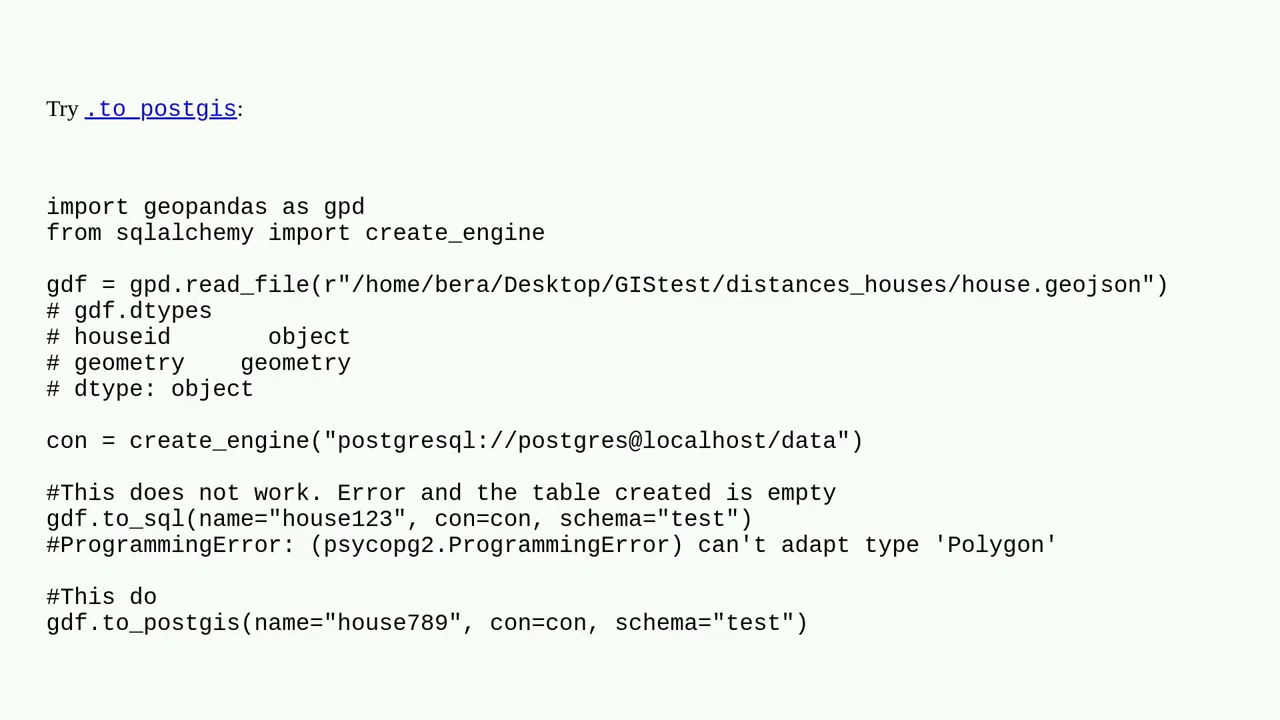 Try .to_postgis:
import geopandas as gpd
from sqlalchemy import create_engine
gdf = gpd.read_file(r"/home/bera/Desktop/GIStest/distances_houses/house.geojson")
# gdf.dtypes
# houseid       object
# geometry    geometry
# dtype: object
con = create_engine("postgresql://postgres@localhost/data")
#This does not work. Error and the table created is empty
gdf.to_sql(name="house123", con=con, schema="test")
#ProgrammingError: (psycopg2.ProgrammingError) can't adapt type 'Polygon'
#This do
gdf.to_postgis(name="house789", con=con, schema="test")